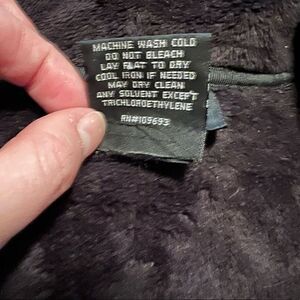 MACHINE WASH COLD
DO NOT BLEACH
LAY FLAT TO DRY
COOL IRON IF NEEDED
MAY DRY CLEAN
ANY SOLVENT EXCEPT
TRICHLOROETHYLENE
RN#109693